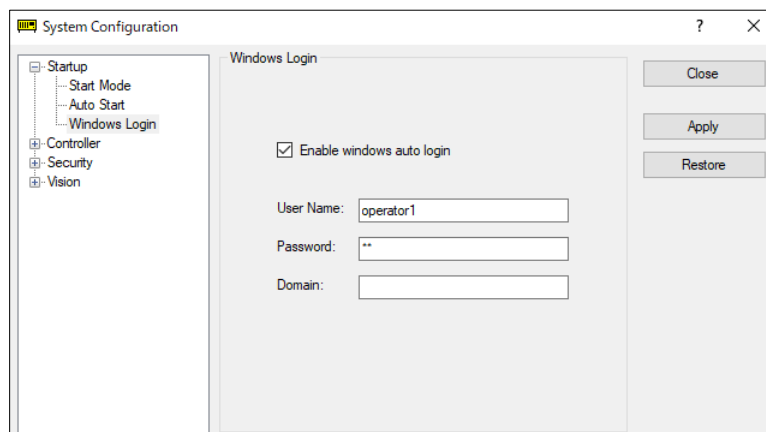 System Configuration
? ×
Startup
Start Mode
Auto Start
Windows Login
Controller
Security
Vision
Windows Login
Enable windows auto login
User Name: operator1
Password: **
Domain:
Close
Apply
Restore